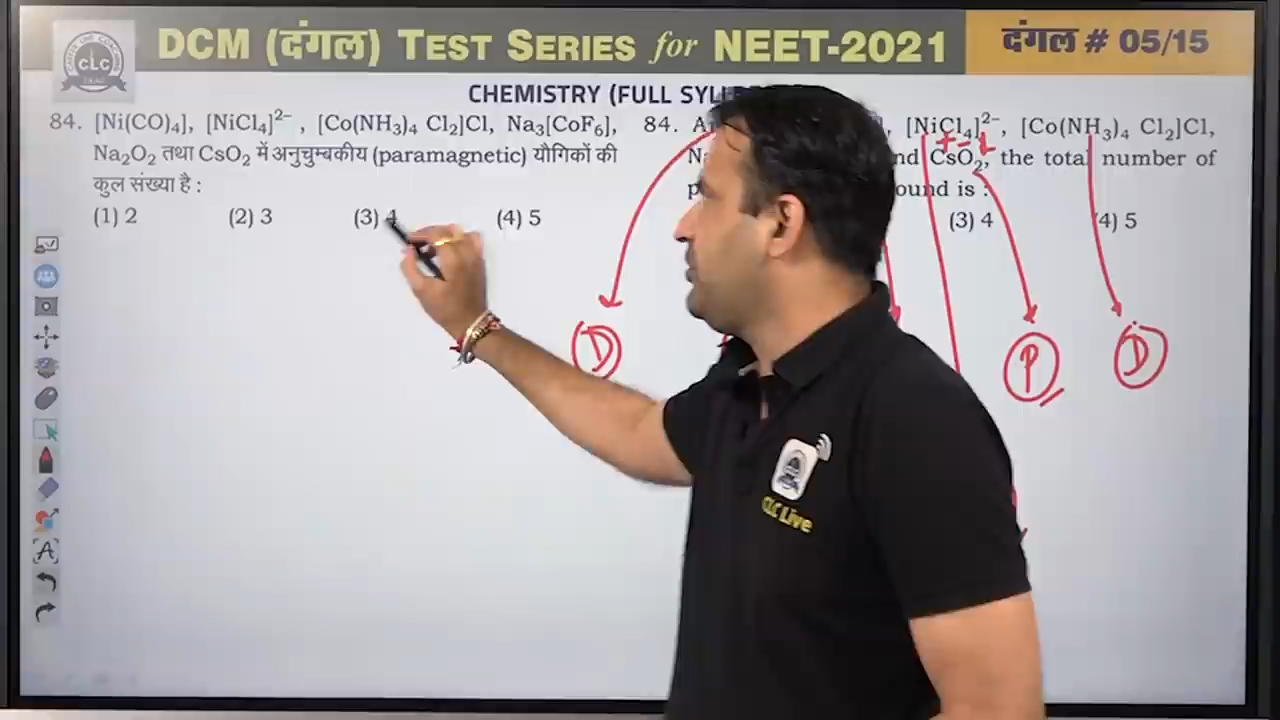 DCM (दंगल) TEST SERIES for NEET-2021
दंगल # 05/15
CLC
CHEMISTRY (FULL
84. [Ni(CO)₄], [NiCl₄]²⁻ , [Co(NH₃)₄ Cl₂]Cl, Na₃[CoF₆],
Na₂O₂ तथा CsO₂ में अनुचुम्बकीय (paramagnetic) यौगिकों की
कुल संख्या है :
(1) 2 (2) 3 (3) 4 (4) 5
84. [NiCl₄]²⁻, [Co(NH₃)₄ Cl₂]Cl,
CsO₂, the total number of
is :
(3) 4 (4) 5
D P D
CLC Live